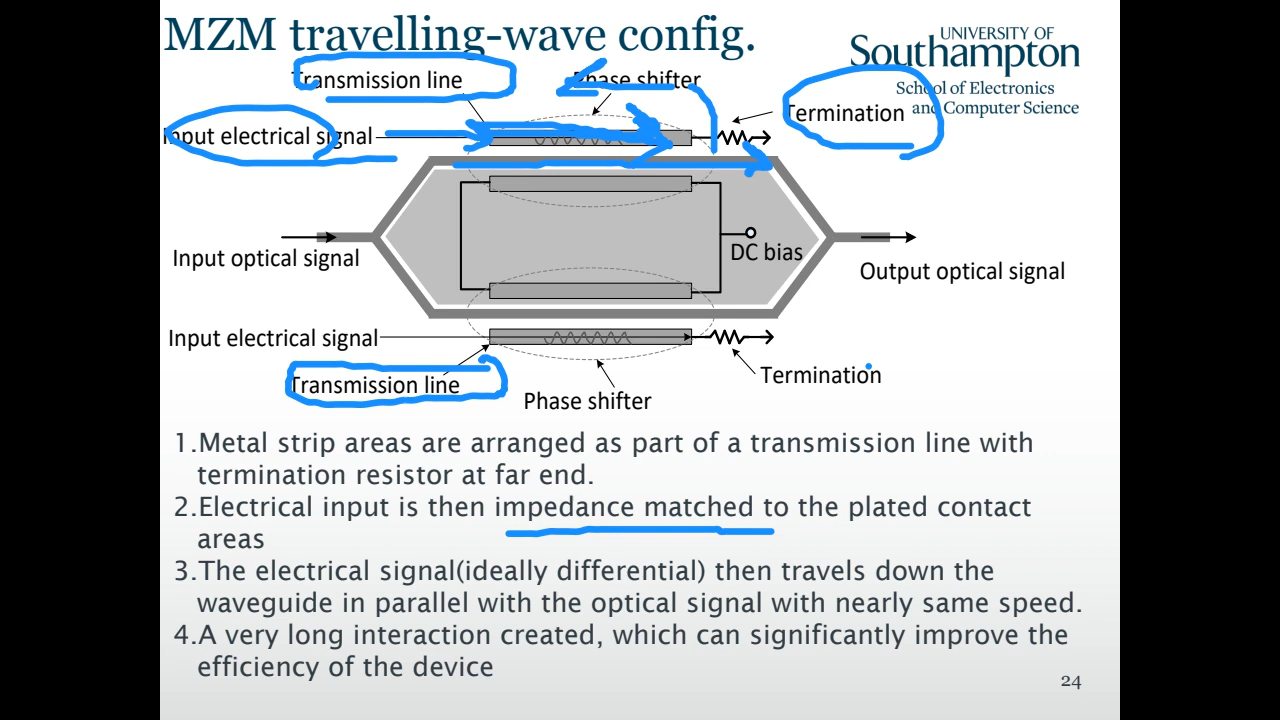 MZM travelling-wave config.
UNIVERSITY OF
Southampton
School of Electronics
and Computer Science
Transmission line
Phase shifter
Termination
Input electrical signal
DC bias
Input optical signal
Output optical signal
Input electrical signal
Termination
Transmission line
Phase shifter
1.Metal strip areas are arranged as part of a transmission line with
termination resistor at far end.
2.Electrical input is then impedance matched to the plated contact
areas
3.The electrical signal(ideally differential) then travels down the
waveguide in parallel with the optical signal with nearly same speed.
4.A very long interaction created, which can significantly improve the
efficiency of the device
24